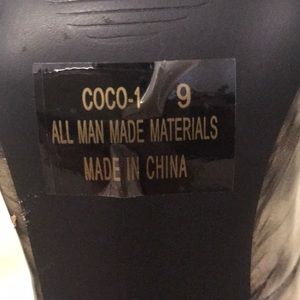 COCO-1 9
ALL MAN MADE MATERIALS
MADE IN CHINA